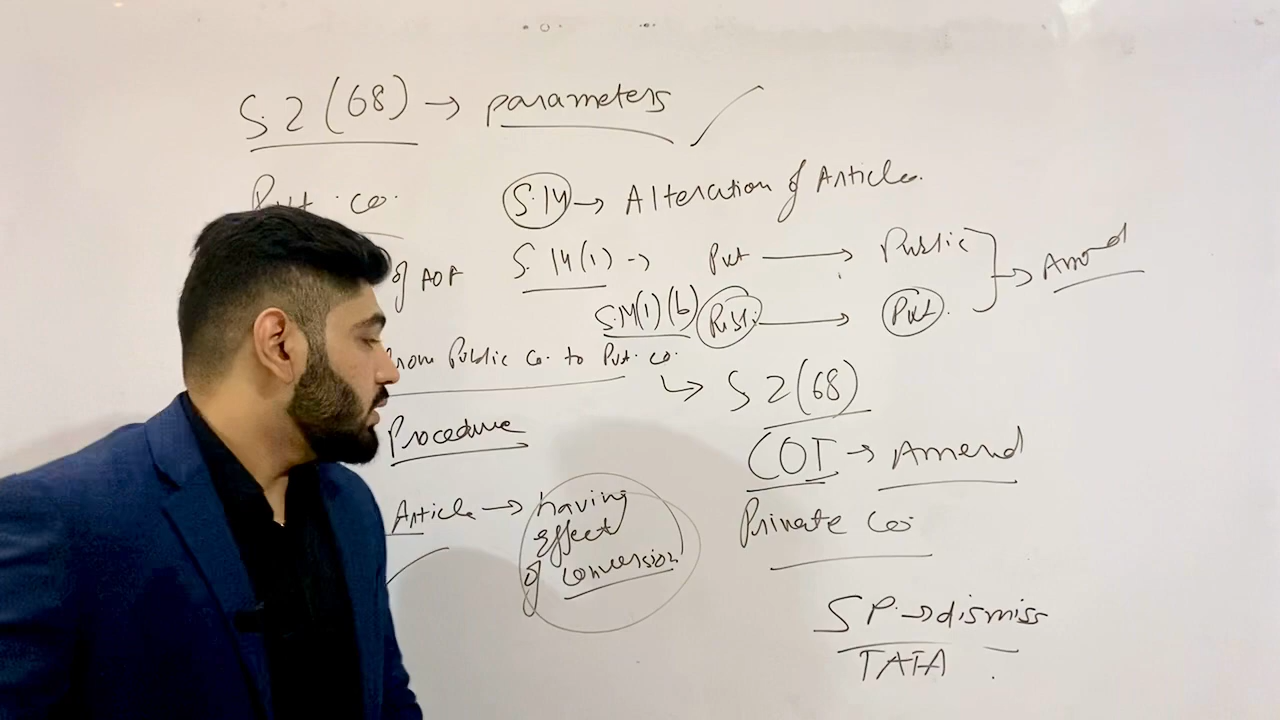 S.2(68) → parameters
Pvt. co.
S.14 → Alteration of Article.
of AOA
S. 14(1) → Pvt → Public
→ Amend
S.14(1)(b) Public → Pvt.
from Public Co. to Pvt. co.
↳ S 2(68)
Procedure
COI → Amend
Article → having
effect
of conversion
Private Co.
SP. → dismiss
TATA